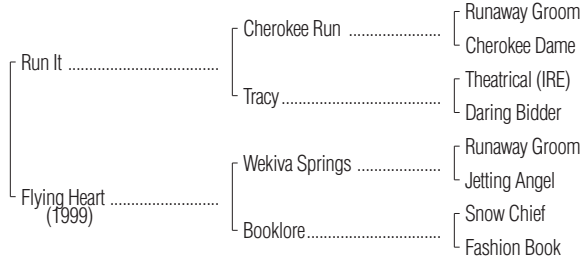 Runaway Groom
Cherokee Run ......................
Cherokee Dame
Run It .....................................
Theatrical (IRE)
Tracy.......................................
Daring Bidder
Runaway Groom
Wekiva Springs ....................
Jetting Angel
Flying Heart ..........................
(1999)
Snow Chief
Booklore.................................
Fashion Book